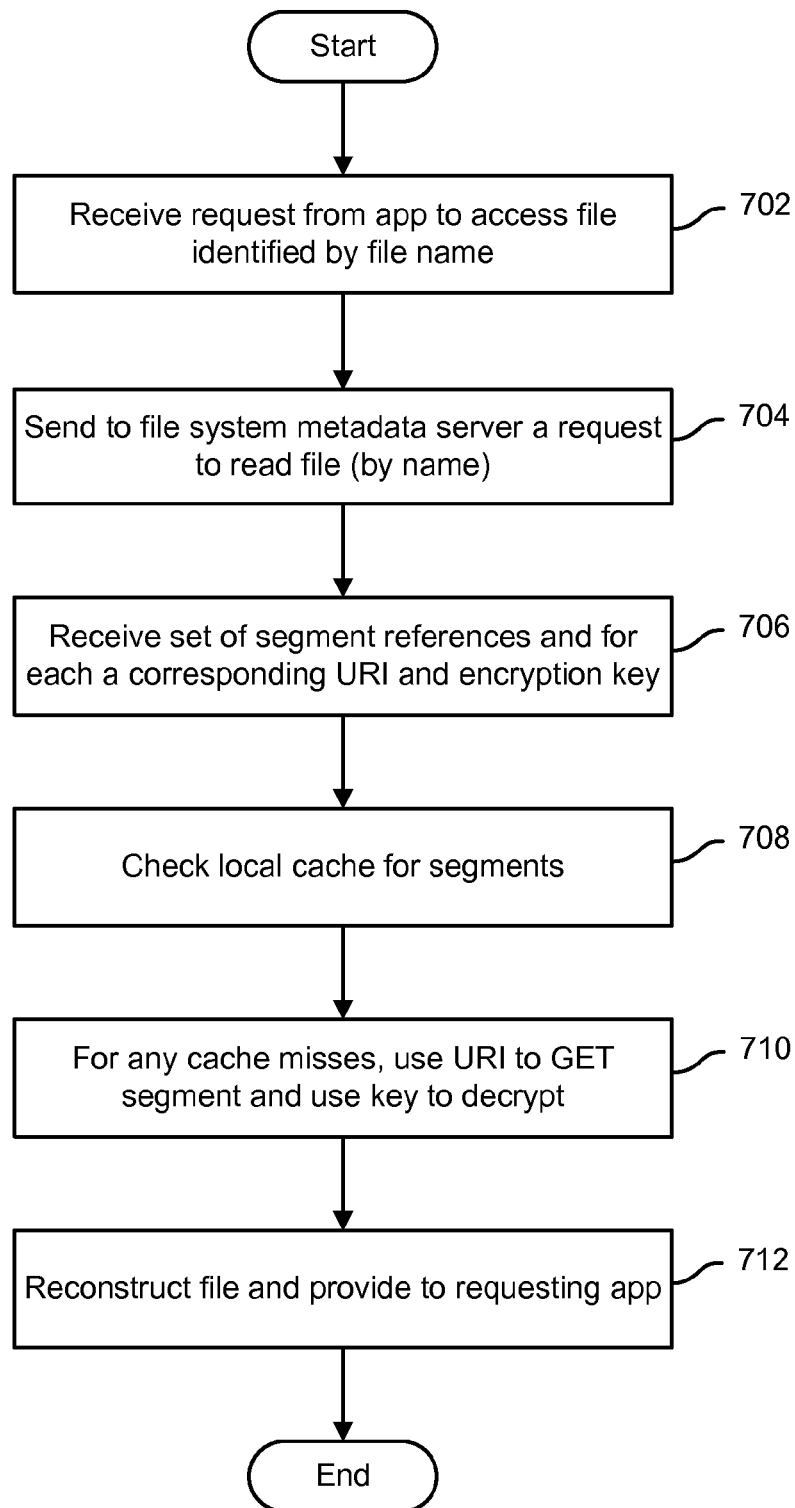 Start
Receive request from app to access file
identified by file name
702
Send to file system metadata server a request
to read file (by name)
704
Receive set of segment references and for
each a corresponding URI and encryption key
706
Check local cache for segments
708
For any cache misses, use URI to GET
segment and use key to decrypt
710
Reconstruct file and provide to requesting app
712
End